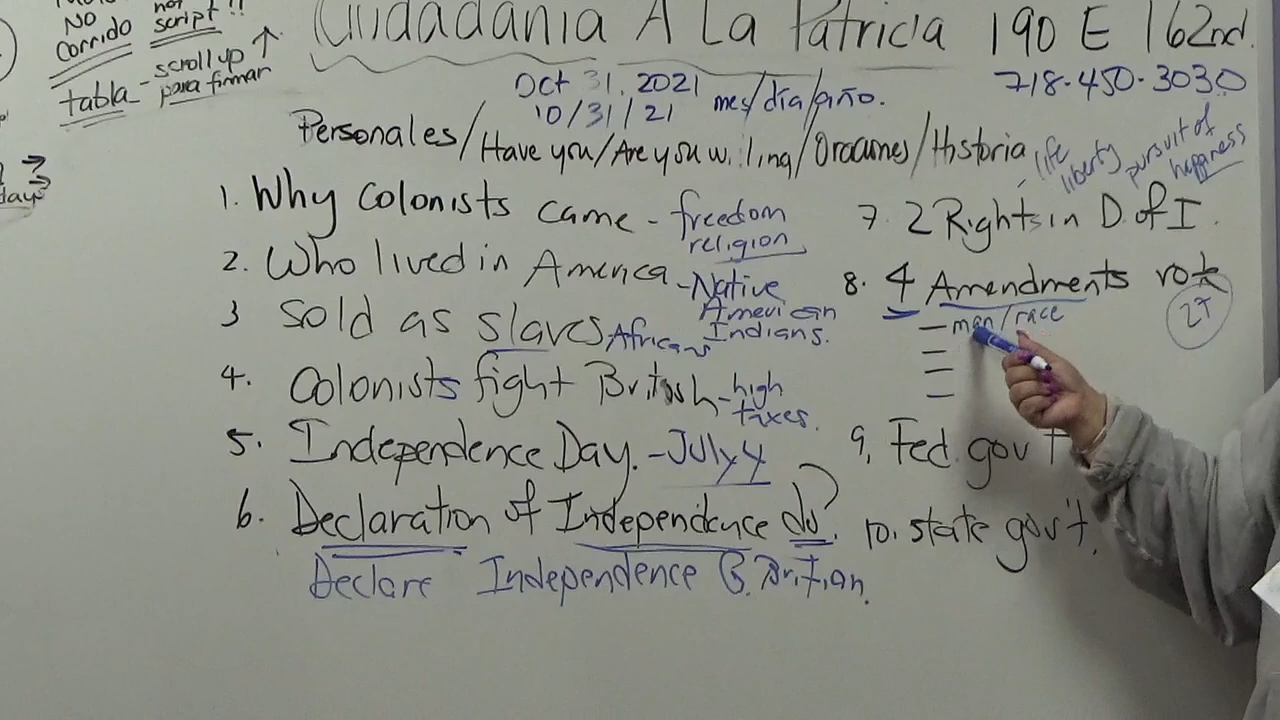 NO not
Corrido script!!
tabla - scroll up ↑
para firmar
day
Ciudadania A La Patricia 190 E 162nd.
718.450.3030
Oct 31, 2021
10/31/21 mes/día/año.
Personales/Have you/Are you w. ling/Oraciones/Historia
- life liberty pursuit of happiness
1. Why Colonists came - freedom
religion
2. Who lived in America - Native
American
Indians.
3 Sold as slaves Africans
4. Colonists fight British - high
taxes.
5. Independence Day. - July 4
6. Declaration of Independence do?
Declare Independence G. Britian.
7. 2 Rights in D. of I.
8. 4 Amendments vote
27
- man/race
9. Fed. gov't
10. state gov't.